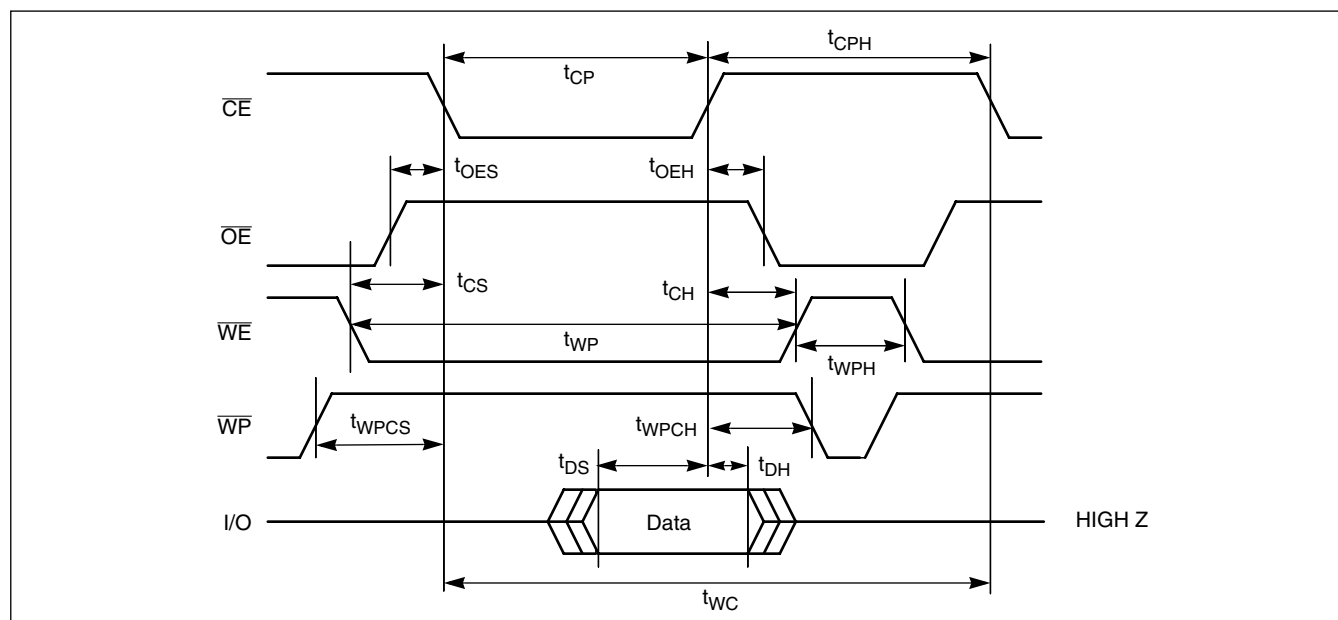 tCPH
tCP
CE
tOES
tOEH
OE
tCS
tCH
WE
tWP
tWPH
WP
tWPCS
tWPCH
tDS
tDH
I/O
Data
HIGH Z
tWC